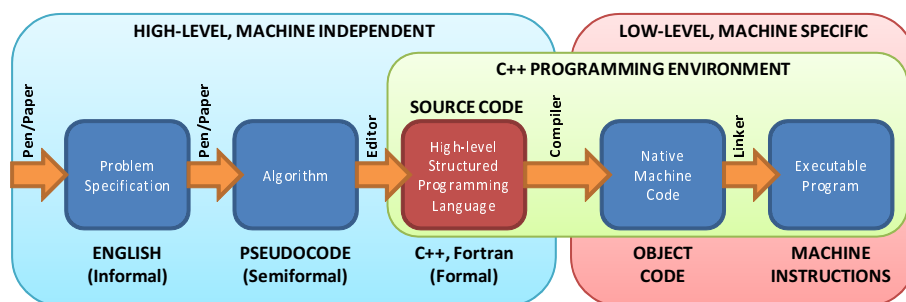 HIGH-LEVEL, MACHINE INDEPENDENT
LOW-LEVEL, MACHINE SPECIFIC
C++ PROGRAMMING ENVIRONMENT
SOURCE CODE
Pen/Paper
Problem
Specification
Pen/Paper
Algorithm
Editor
High-level
Structured
Programming
Language
Compiler
Native
Machine
Code
Linker
Executable
Program
ENGLISH
(Informal)
PSEUDOCODE
(Semiformal)
C++, Fortran
(Formal)
OBJECT
CODE
MACHINE
INSTRUCTIONS